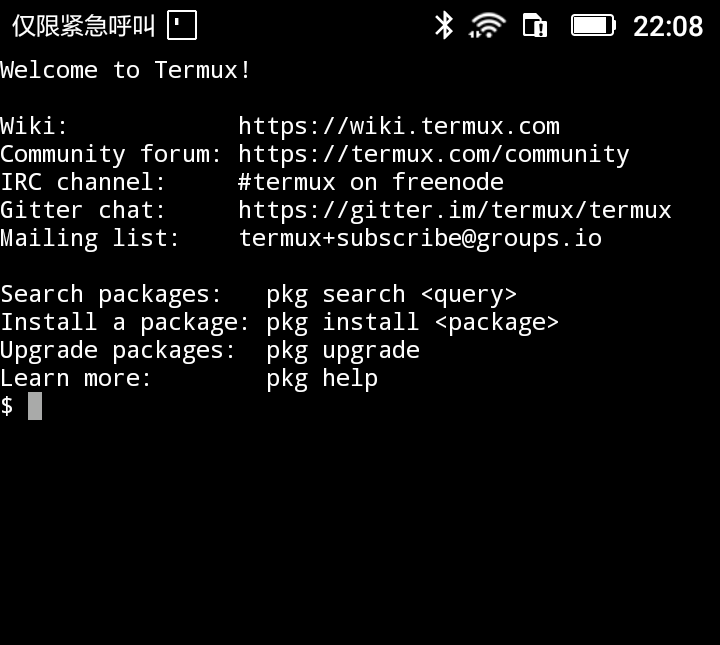 仅限紧急呼叫 22:08
Welcome to Termux!
Wiki: https://wiki.termux.com
Community forum: https://termux.com/community
IRC channel: #termux on freenode
Gitter chat: https://gitter.im/termux/termux
Mailing list: termux+subscribe@groups.io
Search packages: pkg search <query>
Install a package: pkg install <package>
Upgrade packages: pkg upgrade
Learn more: pkg help
$